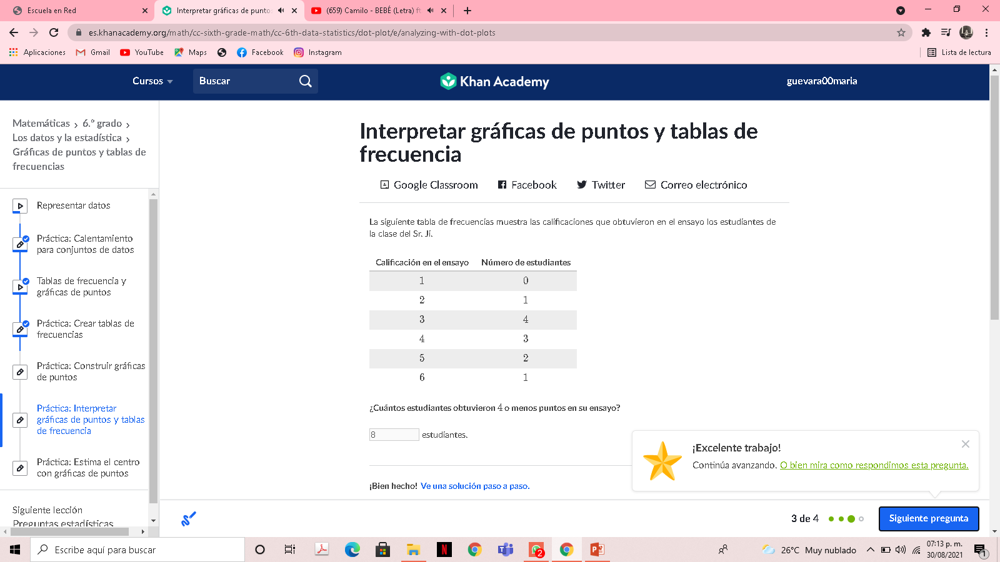 Escuela en Red
Interpretar gráficas de puntos
(659) Camilo - BEBÉ (Letra) ft
es.khanacademy.org/math/cc-sixth-grade-math/cc-6th-data-statistics/dot-plot/e/analyzing-with-dot-plots
Aplicaciones
Gmail
YouTube
Maps
Facebook
Instagram
Lista de lectura
Cursos
Buscar
Khan Academy
guevara00maria
Matemáticas › 6.º grado ›
Los datos y la estadística ›
Gráficas de puntos y tablas de
frecuencias
Representar datos
Práctica: Calentamiento
para conjuntos de datos
Tablas de frecuencia y
gráficas de puntos
Práctica: Crear tablas de
frecuencias
Práctica: Construir gráficas
de puntos
Práctica: Interpretar
gráficas de puntos y tablas
de frecuencia
Práctica: Estima el centro
con gráficas de puntos
Siguiente lección
Preguntas estadísticas
Interpretar gráficas de puntos y tablas de
frecuencia
Google Classroom
Facebook
Twitter
Correo electrónico
La siguiente tabla de frecuencias muestra las calificaciones que obtuvieron en el ensayo los estudiantes de
la clase del Sr. Jí.
Calificación en el ensayo Número de estudiantes
1 0
2 1
3 4
4 3
5 2
6 1
¿Cuántos estudiantes obtuvieron 4 o menos puntos en su ensayo?
8 estudiantes.
¡Bien hecho! Ve una solución paso a paso.
¡Excelente trabajo!
Continúa avanzando. O bien mira como respondimos esta pregunta.
3 de 4
Siguiente pregunta
Escribe aquí para buscar
2
26°C Muy nublado
07:13 p. m.
30/08/2021
1